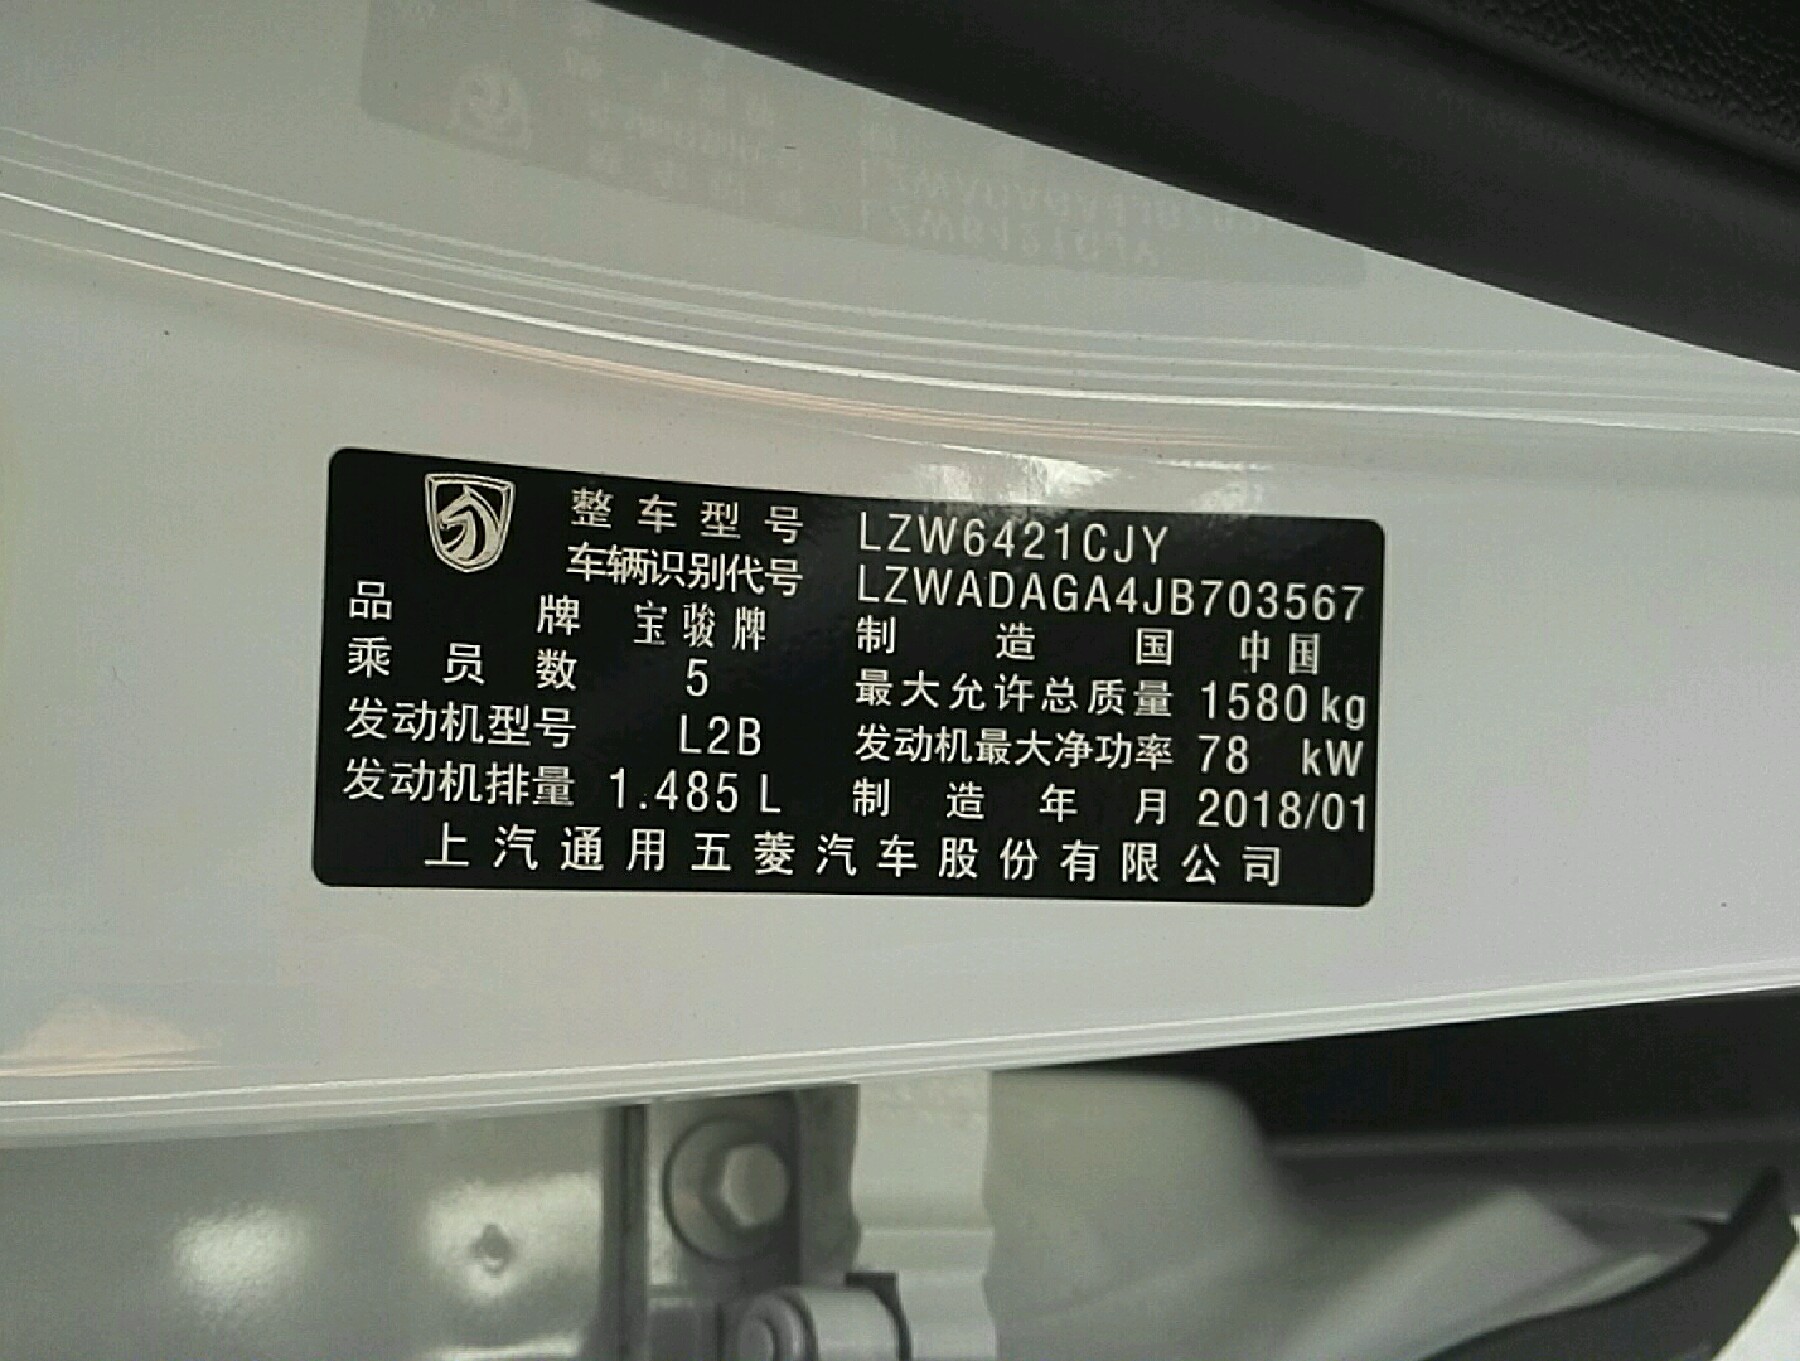 整车型号 LZW6421CJY
车辆识别代号 LZWADAGA4JB703567
品牌 宝骏牌 制造国 中国
乘员数 5 最大允许总质量 1580 kg
发动机型号 L2B 发动机最大净功率 78 kW
发动机排量 1.485 L 制造年月 2018/01
上汽通用五菱汽车股份有限公司